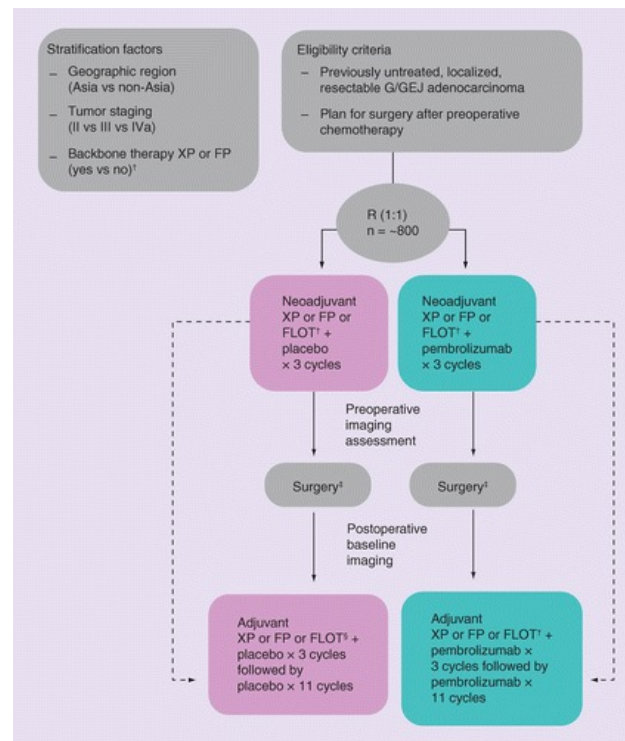 Stratification factors
– Geographic region
(Asia vs non-Asia)
– Tumor staging
(II vs III vs IVa)
– Backbone therapy XP or FP
(yes vs no)†
Eligibility criteria
– Previously untreated, localized,
resectable G/GEJ adenocarcinoma
– Plan for surgery after preoperative
chemotherapy
R (1:1)
n = ~800
Neoadjuvant
XP or FP or
FLOT† +
placebo
× 3 cycles
Neoadjuvant
XP or FP or
FLOT† +
pembrolizumab
× 3 cycles
Preoperative
imaging
assessment
Surgery‡
Surgery‡
Postoperative
baseline
imaging
Adjuvant
XP or FP or FLOT§ +
placebo × 3 cycles
followed by
placebo × 11 cycles
Adjuvant
XP or FP or FLOT† +
pembrolizumab ×
3 cycles followed by
pembrolizumab ×
11 cycles